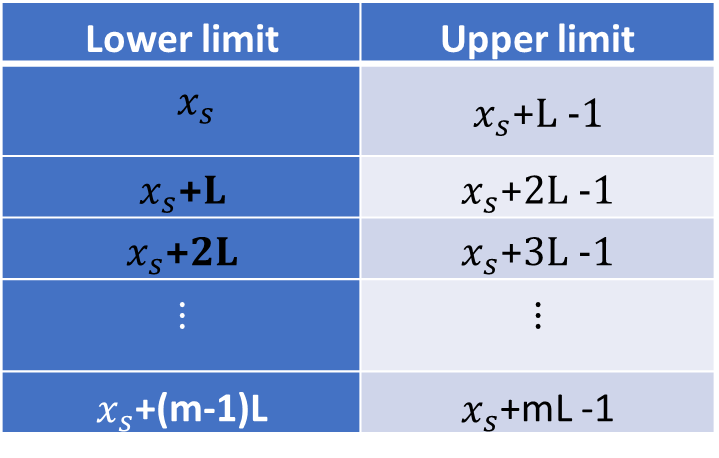 Lower limit Upper limit
xₛ xₛ+L -1
xₛ+L xₛ+2L -1
xₛ+2L xₛ+3L -1
⋮ ⋮
xₛ+(m-1)L xₛ+mL -1